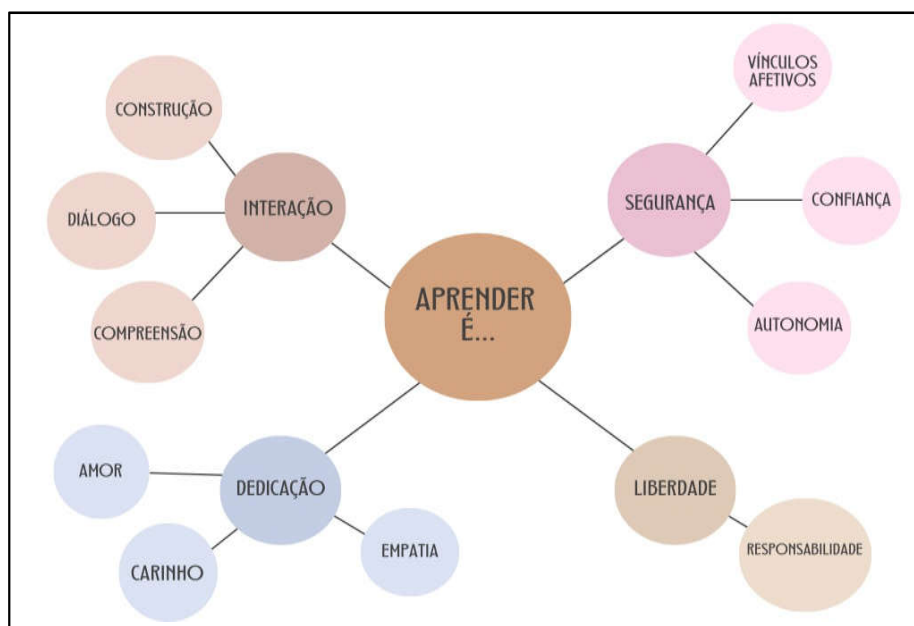 CONSTRUÇÃO
DIÁLOGO
INTERAÇÃO
COMPREENSÃO
VÍNCULOS
AFETIVOS
SEGURANÇA
CONFIANÇA
AUTONOMIA
APRENDER
É...
AMOR
DEDICAÇÃO
CARINHO
EMPATIA
LIBERDADE
RESPONSABILIDADE